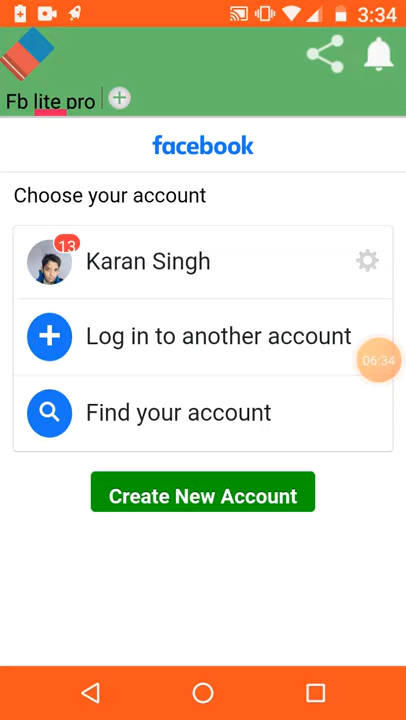 3:34
Fb lite pro
facebook
Choose your account
13
Karan Singh
Log in to another account
06:34
Find your account
Create New Account